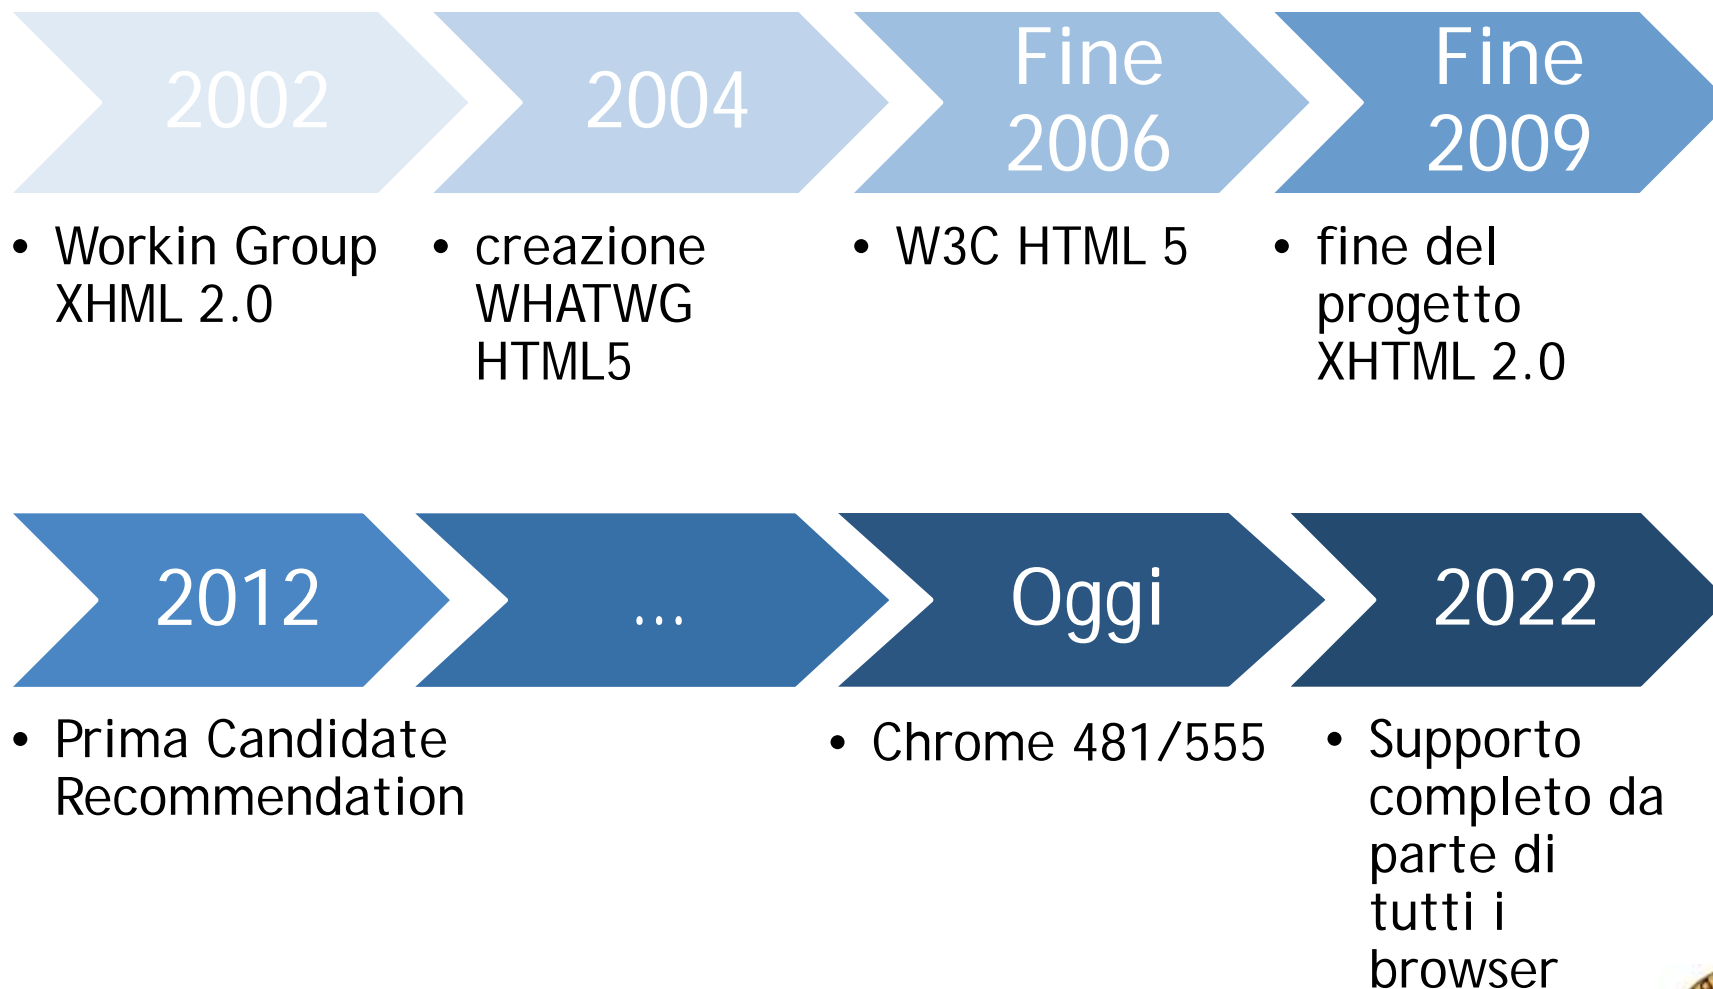 2002
2004
Fine
2006
Fine
2009
• Workin Group
XHML 2.0
• creazione
WHATWG
HTML5
• W3C HTML 5
• fine del
progetto
XHTML 2.0
2012
...
Oggi
2022
• Prima Candidate
Recommendation
• Chrome 481/555
• Supporto
completo da
parte di
tutti i
browser